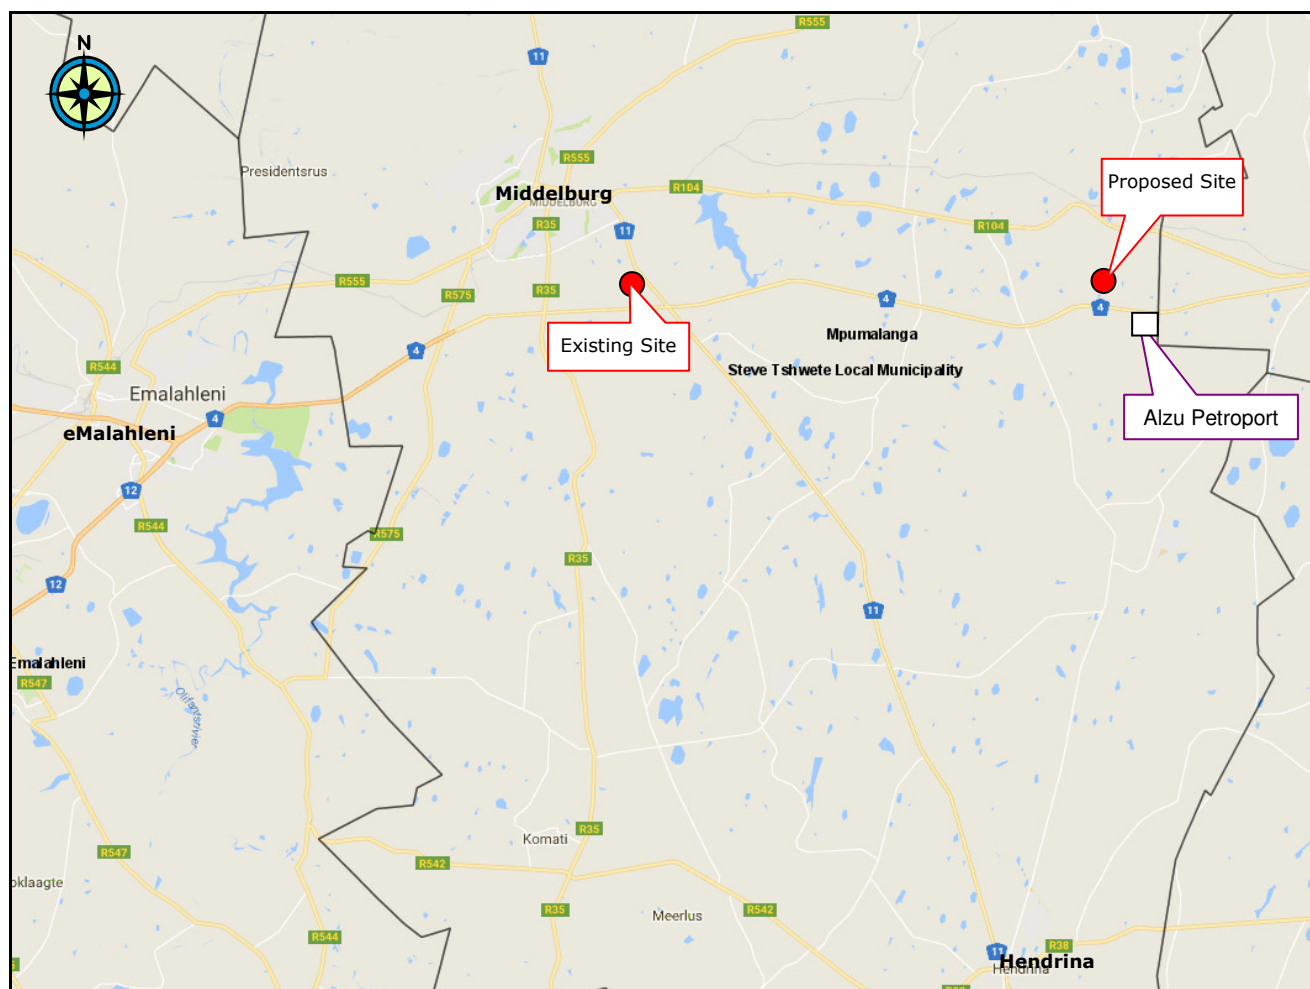 R555
N
11
R555
Presidentsrus
Middelburg
MIDDELBURG
R104
Proposed Site
R35
11
R104
R555
R575
R35
4
4
Existing Site
Mpumalanga
4
Steve Tshwete Local Municipality
R544
Emalahleni
4
eMalahleni
Alzu Petroport
12
R544
R575
R35
12
11
Emalahleni
R547
Olifantsrivier
R35
Komati
R547
R542
oklaagte
R35
Meerlus
R542
R544
R38
11
Hendrina
Hendrina